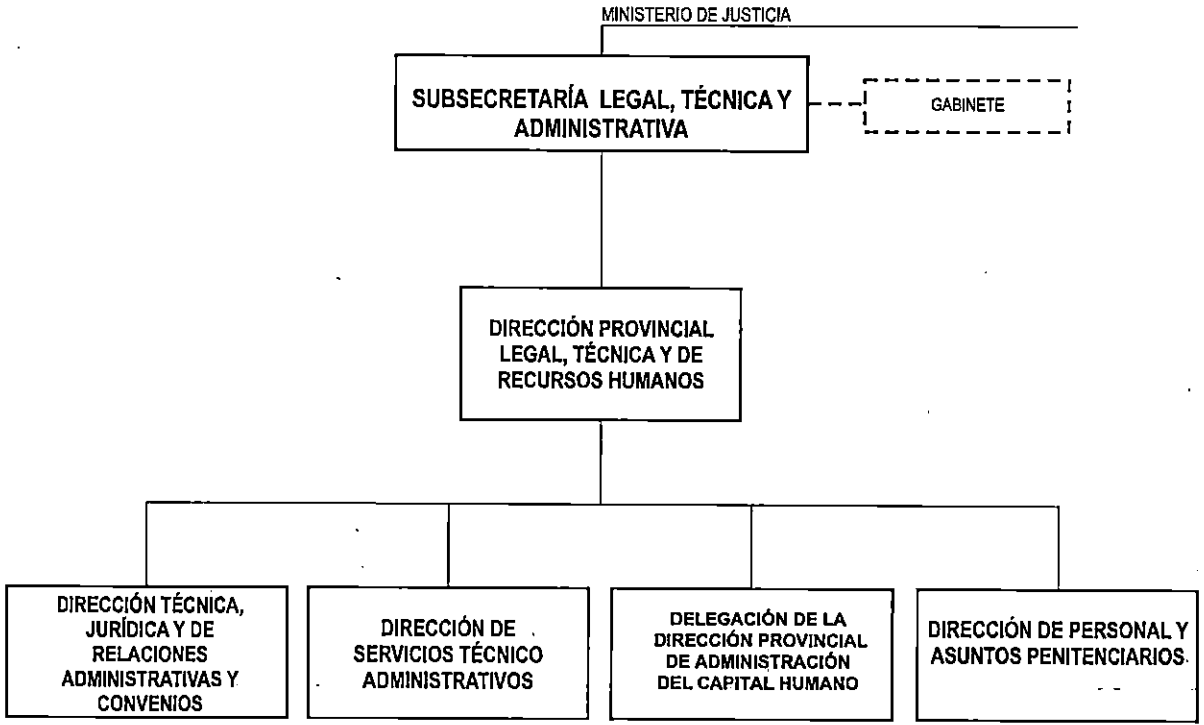 MINISTERIO DE JUSTICIA
SUBSECRETARÍA LEGAL, TÉCNICA Y
ADMINISTRATIVA
GABINETE
DIRECCIÓN PROVINCIAL
LEGAL, TÉCNICA Y DE
RECURSOS HUMANOS
DIRECCIÓN TÉCNICA,
JURÍDICA Y DE
RELACIONES
ADMINISTRATIVAS Y
CONVENIOS
DIRECCIÓN DE
SERVICIOS TÉCNICO
ADMINISTRATIVOS
DELEGACIÓN DE LA
DIRECCIÓN PROVINCIAL
DE ADMINISTRACIÓN
DEL CAPITAL HUMANO
DIRECCIÓN DE PERSONAL Y
ASUNTOS PENITENCIARIOS